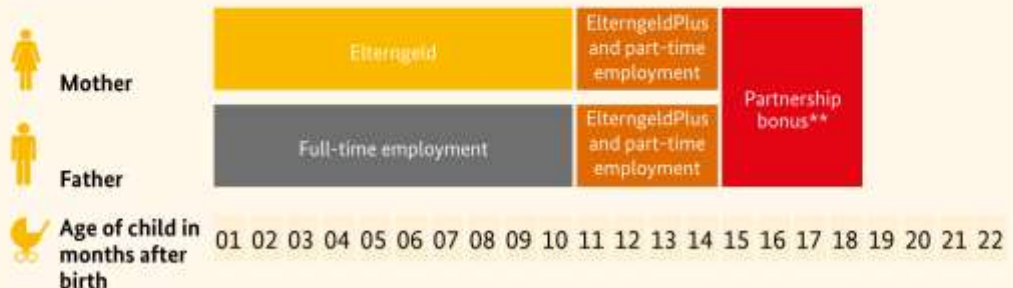 Mother
Elterngeld
ElterngeldPlus
and part-time
employment
Partnership
bonus**
Father
Full-time employment
ElterngeldPlus
and part-time
employment
Age of child in
months after
birth
01 02 03 04 05 06 07 08 09 10 11 12 13 14 15 16 17 18 19 20 21 22